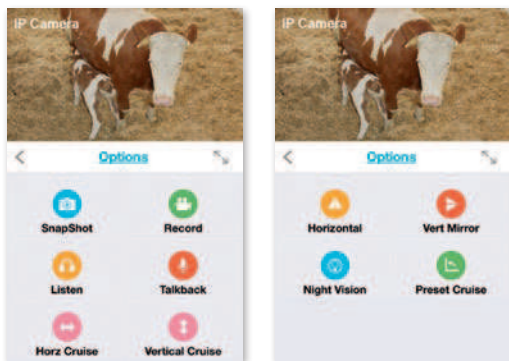 IP Camera
Options
SnapShot
Record
Listen
Talkback
Horz Cruise
Vertical Cruise
IP Camera
Options
Horizontal
Vert Mirror
Night Vision
Preset Cruise